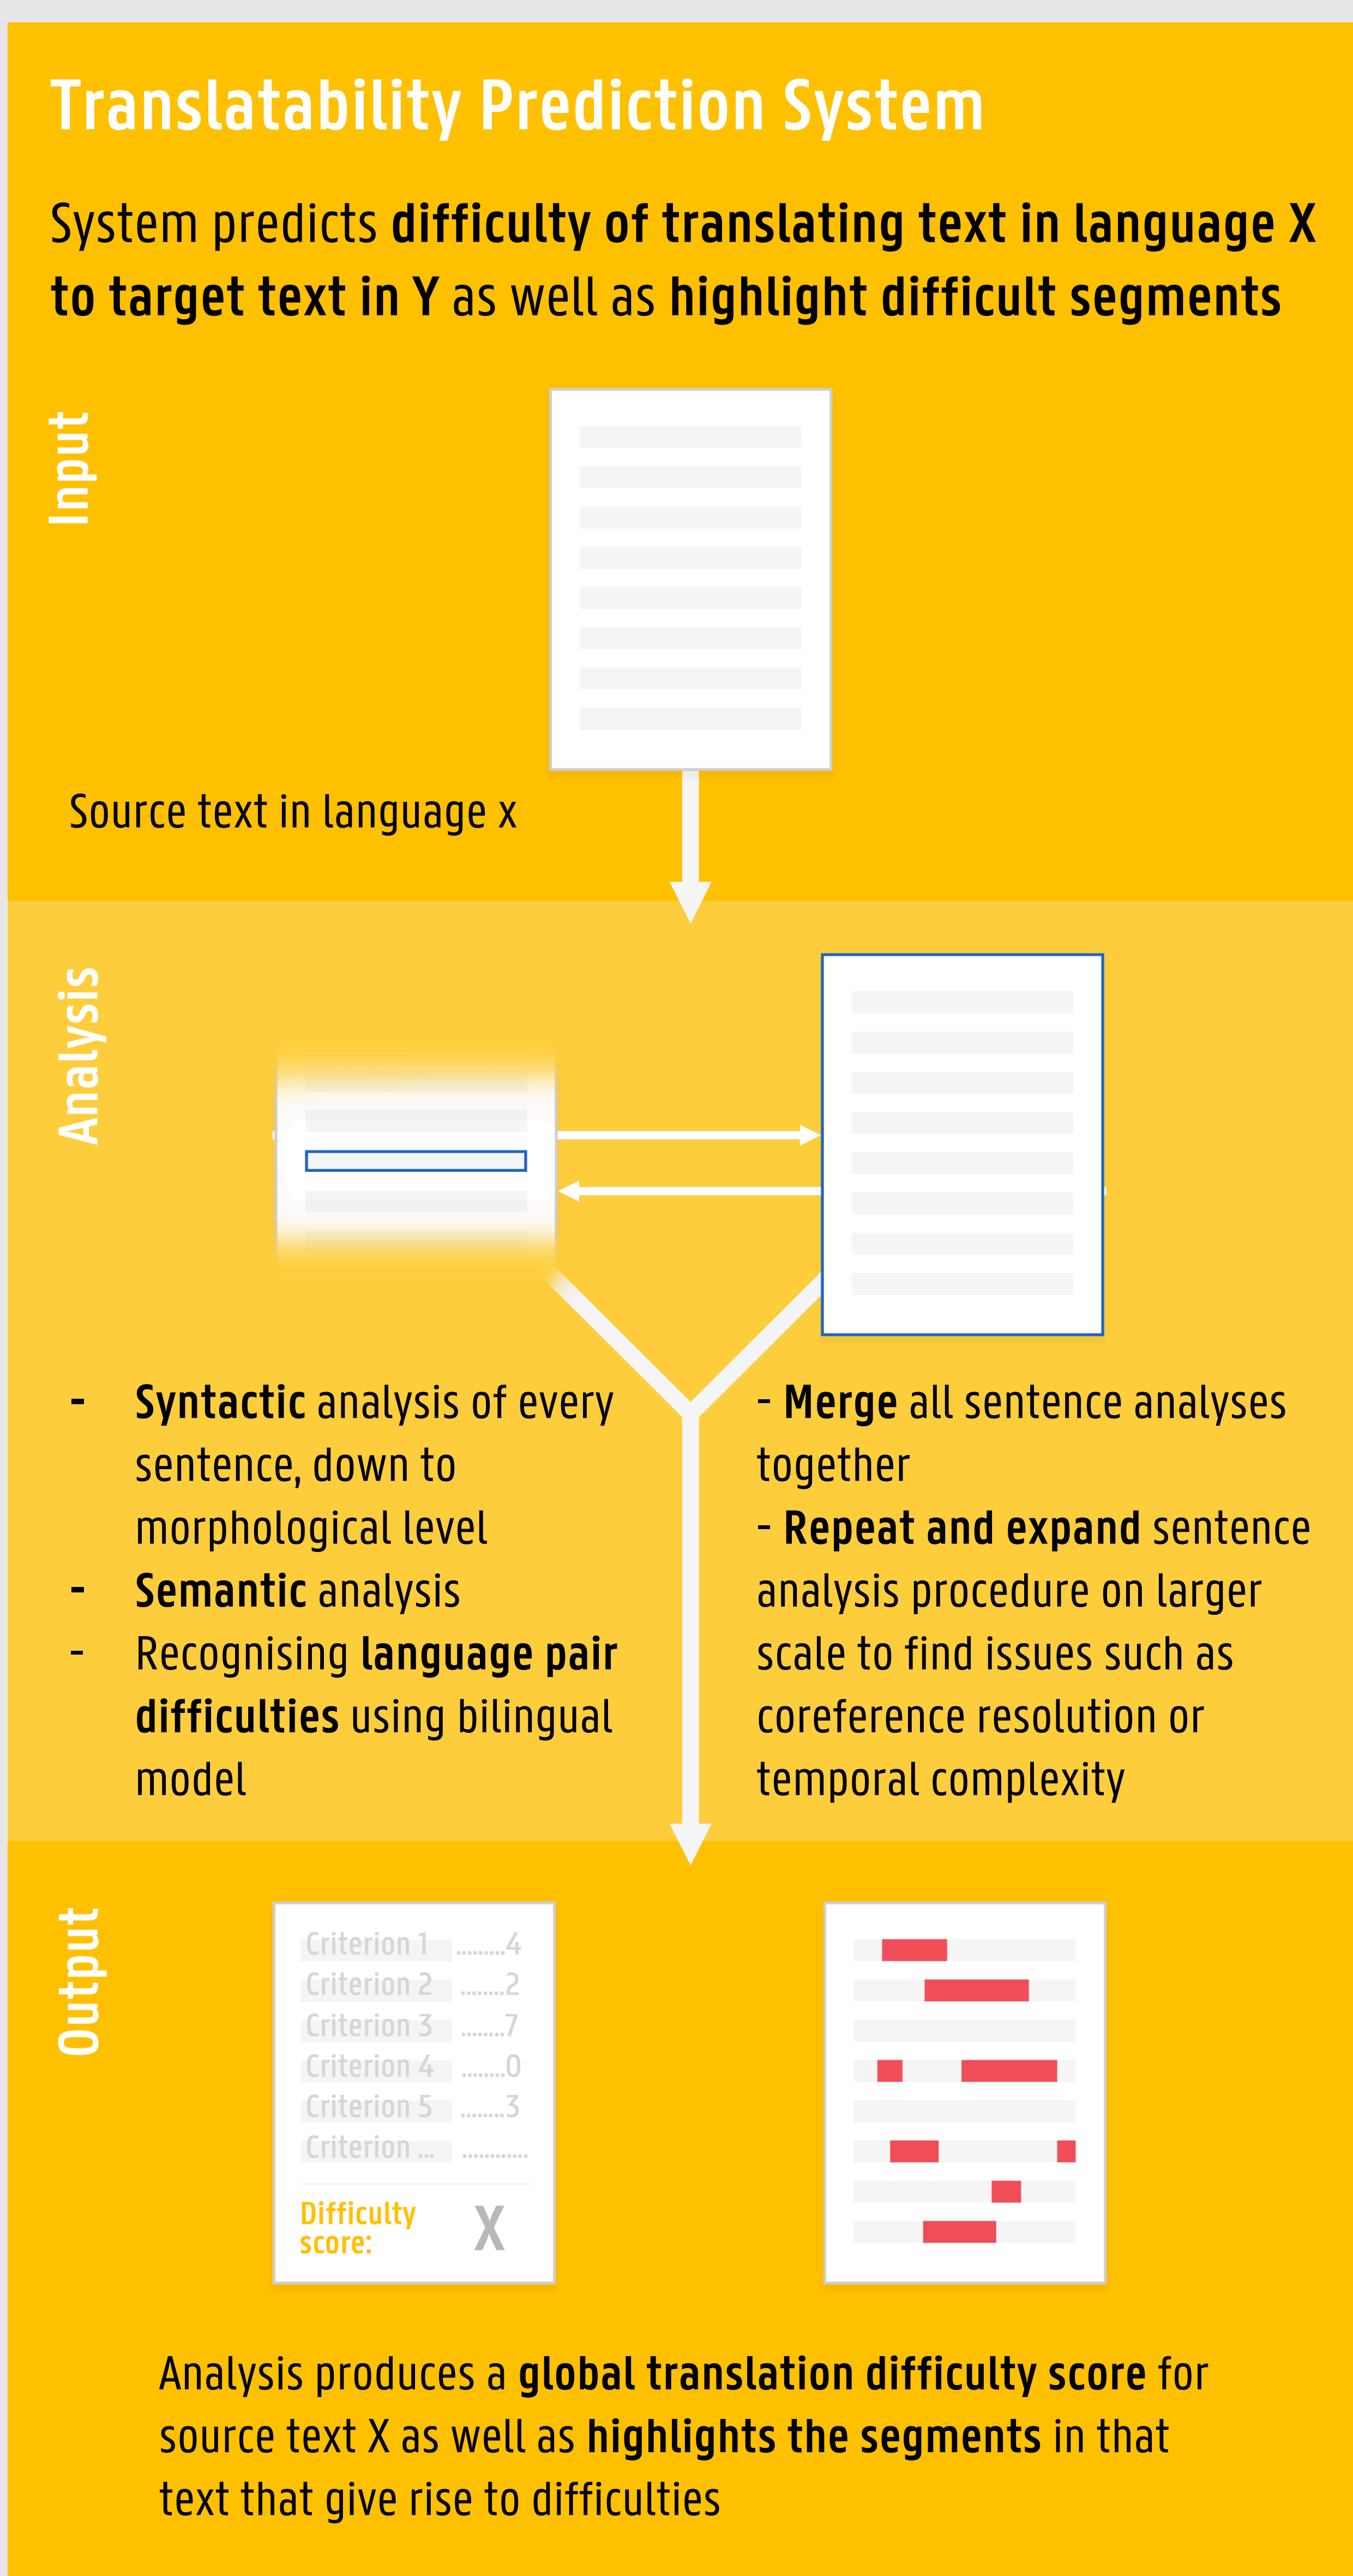 Translatability Prediction System
System predicts difficulty of translating text in language X
to target text in Y as well as highlight difficult segments
Input
Source text in language x
Analysis
- Syntactic analysis of every
sentence, down to
morphological level
- Semantic analysis
- Recognising language pair
difficulties using bilingual
model
- Merge all sentence analyses
together
- Repeat and expand sentence
analysis procedure on larger
scale to find issues such as
coreference resolution or
temporal complexity
Output
Criterion 1 .........4
Criterion 2 ........2
Criterion 3 ........7
Criterion 4 ........0
Criterion 5 ........3
Criterion ... ............
Difficulty
score: X
Analysis produces a global translation difficulty score for
source text X as well as highlights the segments in that
text that give rise to difficulties